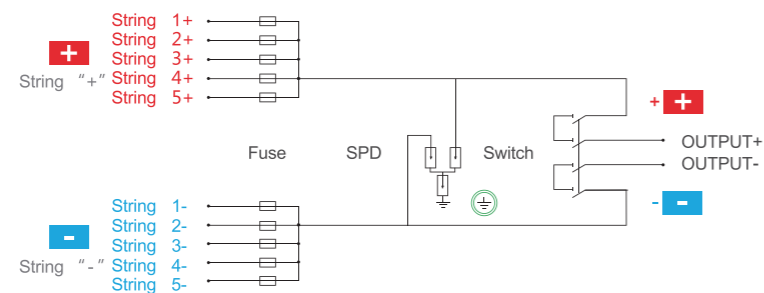 String 1+
String 2+
+ String 3+
String “+” String 4+
String 5+
+ +
OUTPUT+
Fuse SPD Switch
OUTPUT-
String 1-
- -
String 2-
- String 3-
String “-” String 4-
String 5-